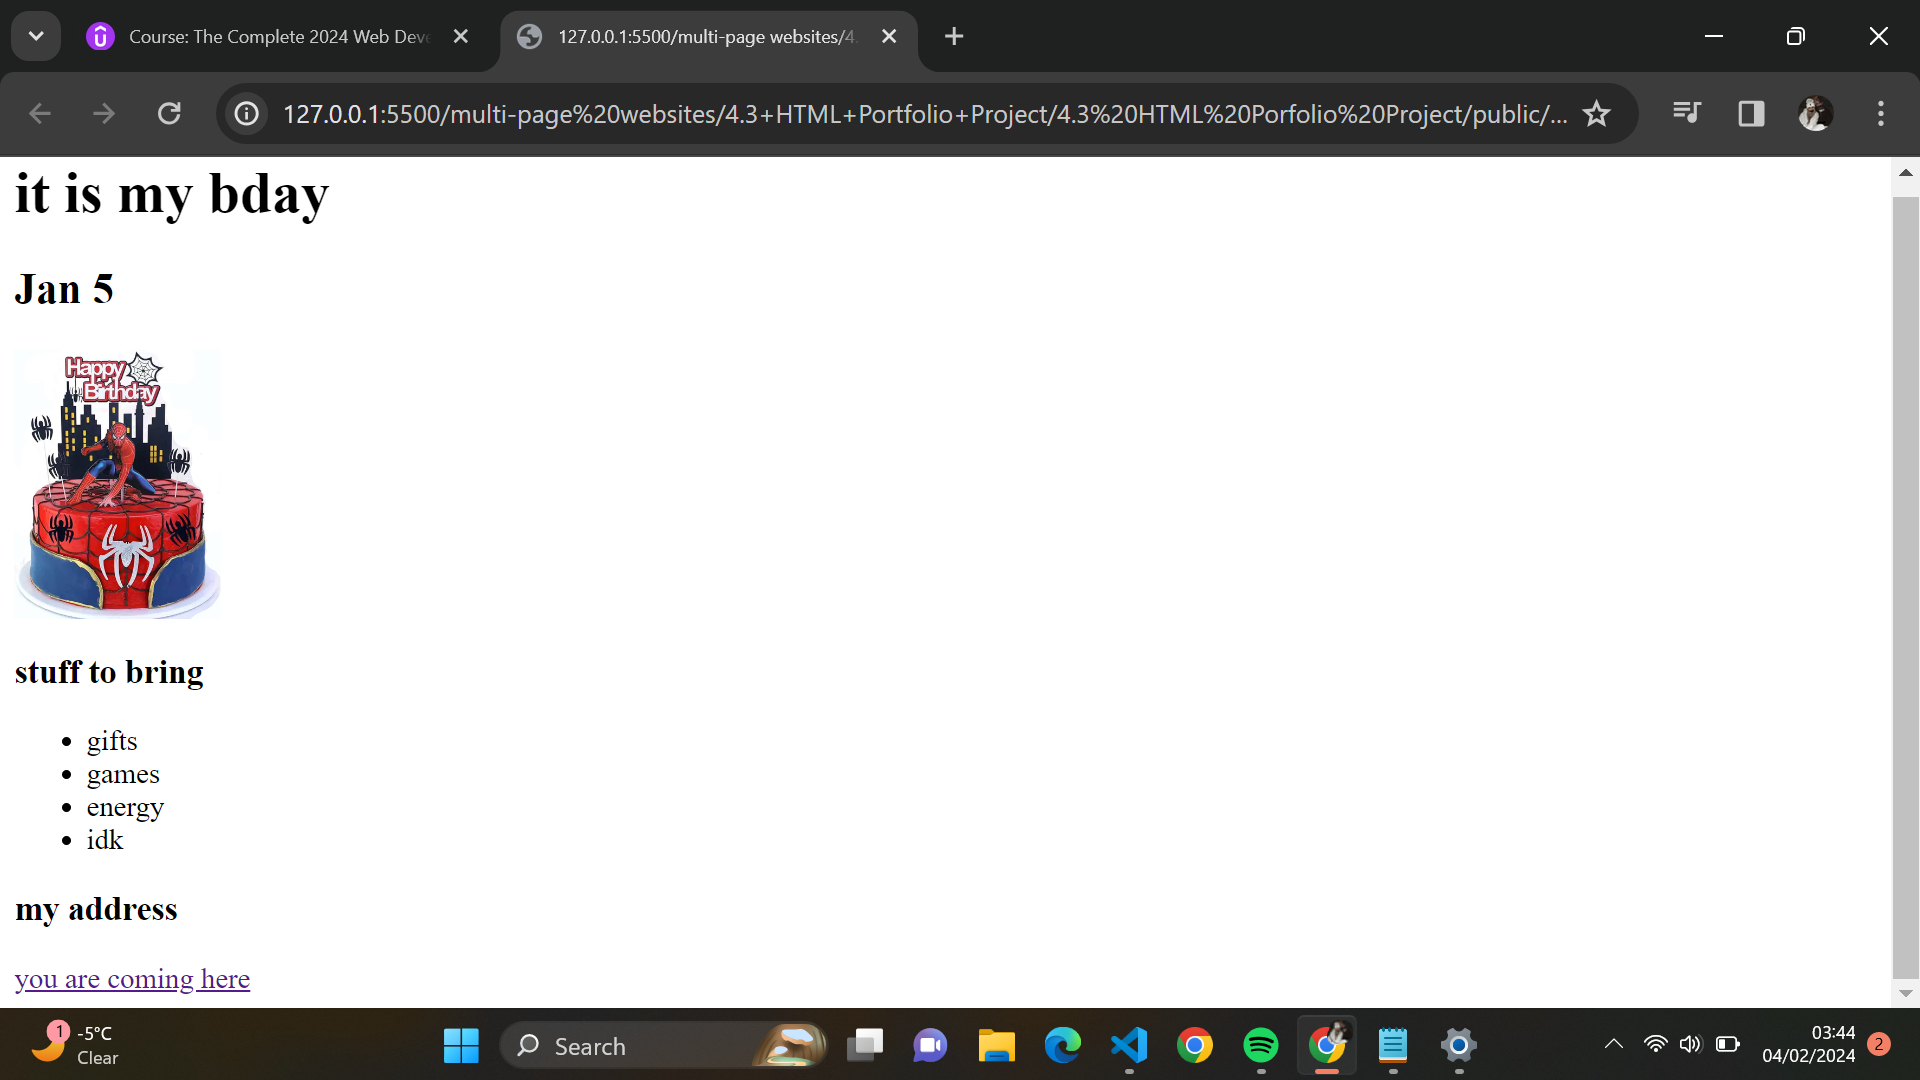 Course: The Complete 2024 Web Deve
127.0.0.1:5500/multi-page websites/4.
127.0.0.1:5500/multi-page%20websites/4.3+HTML+Portfolio+Project/4.3%20HTML%20Porfolio%20Project/public/...
it is my bday
Jan 5
Happy
Birthday
stuff to bring
• gifts
• games
• energy
• idk
my address
you are coming here
1
-5°C
Clear
Search
03:44
04/02/2024
2